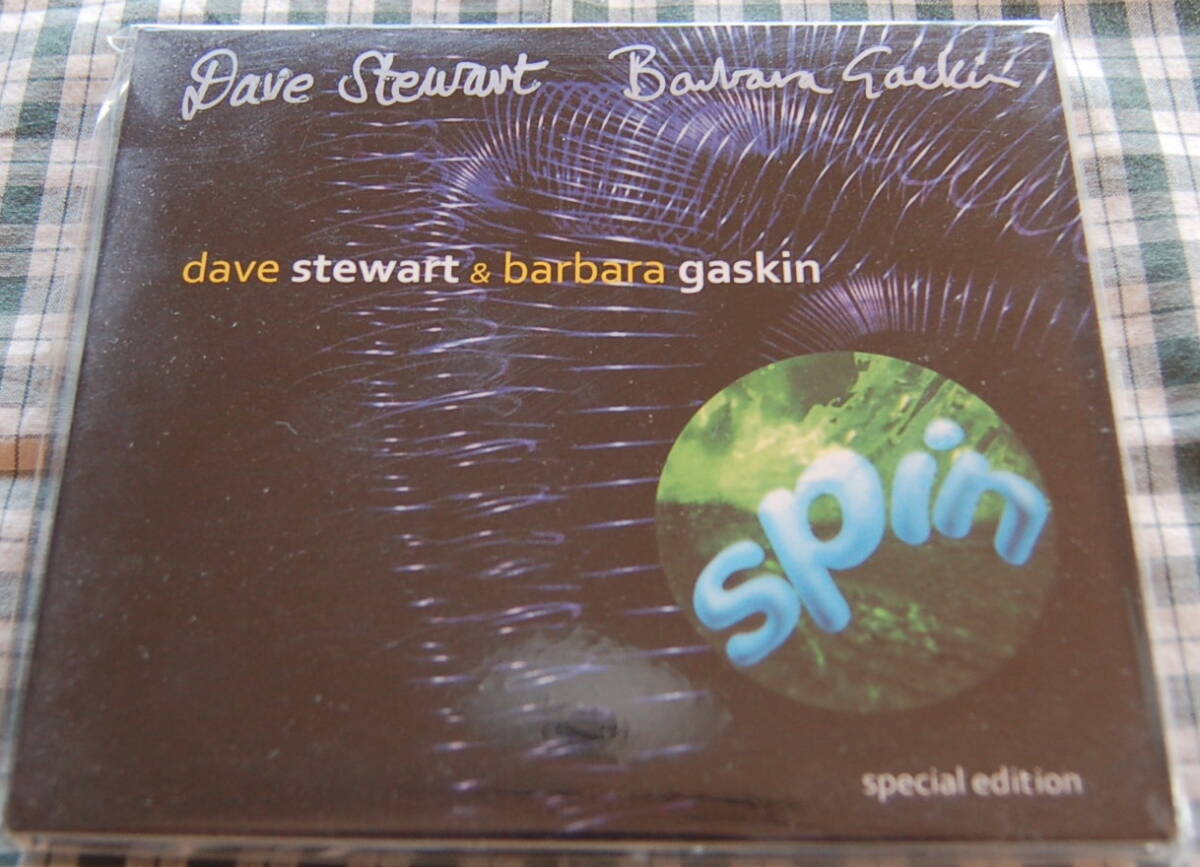 Dave Stewart Barbara Gaskin
dave stewart & barbara gaskin
spin
special edition